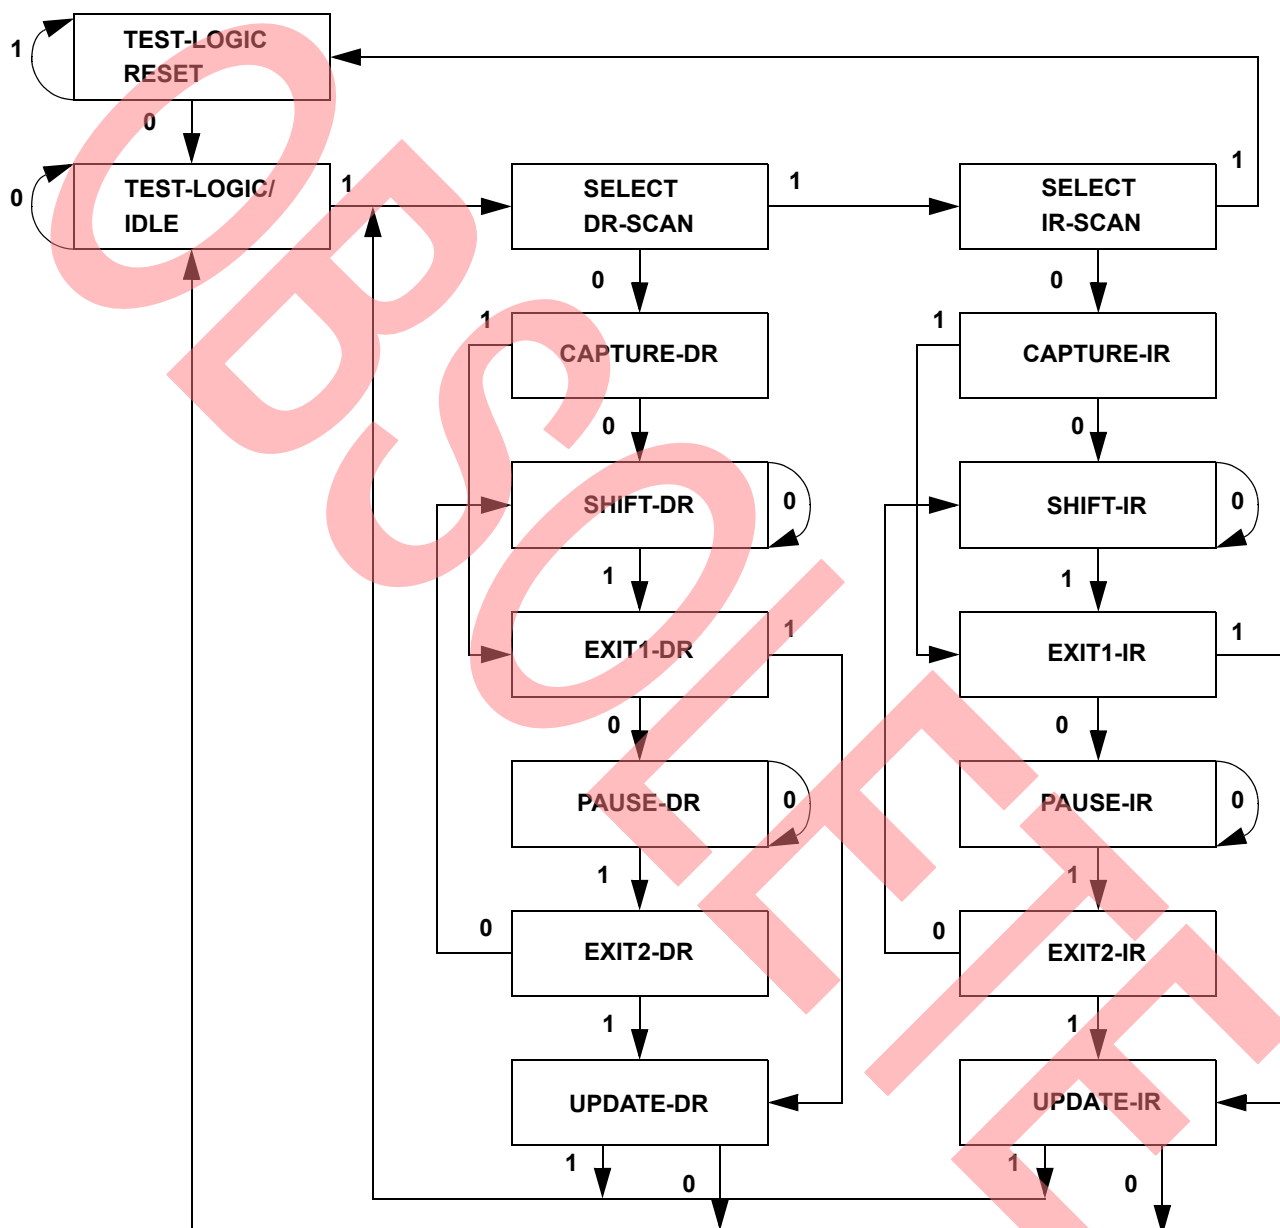 TEST-LOGIC
RESET
1
0
TEST-LOGIC/
IDLE
0
1
SELECT
DR-SCAN
1
SELECT
IR-SCAN
1
0
0
1
CAPTURE-DR
1
CAPTURE-IR
0
0
SHIFT-DR
0
SHIFT-IR
0
1
1
EXIT1-DR
1
EXIT1-IR
1
0
0
PAUSE-DR
0
PAUSE-IR
0
1
1
0
EXIT2-DR
0
EXIT2-IR
1
1
UPDATE-DR
UPDATE-IR
1
0
1
0
OBSOLETE